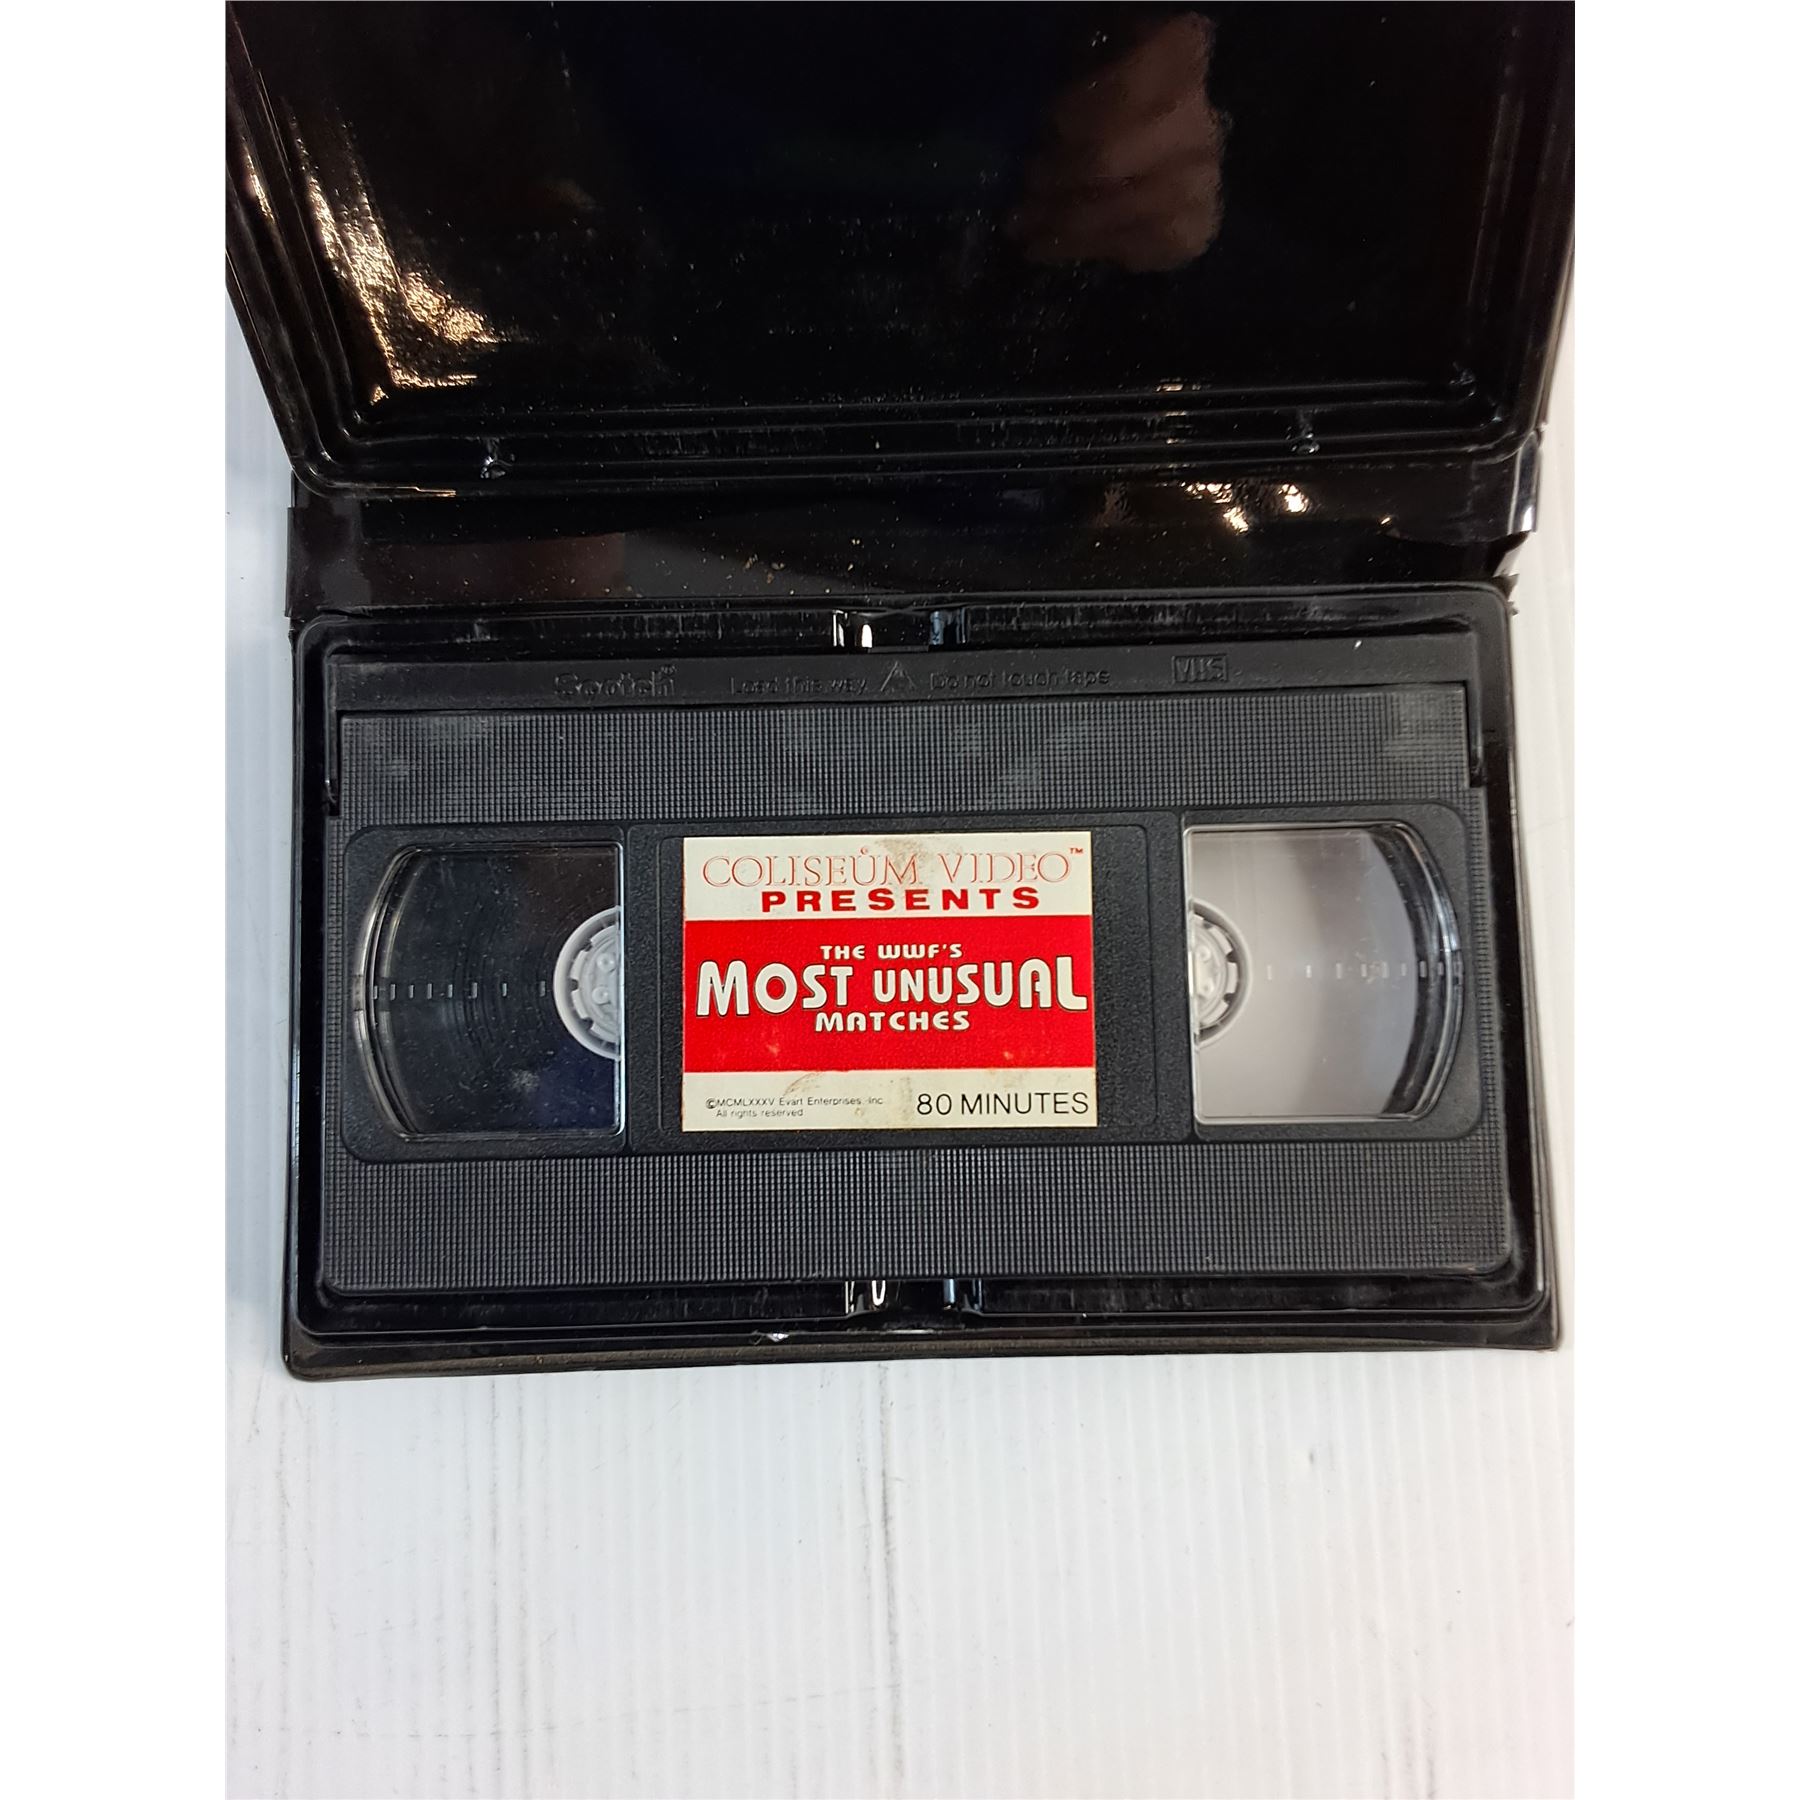 Scotch™ Load this way Do not touch tape VHS
COLISEUM VIDEO™
PRESENTS
THE WWF'S
MOST UNUSUAL
MATCHES
©MCMLXXXV Evart Enterprises, Inc
All rights reserved
80 MINUTES